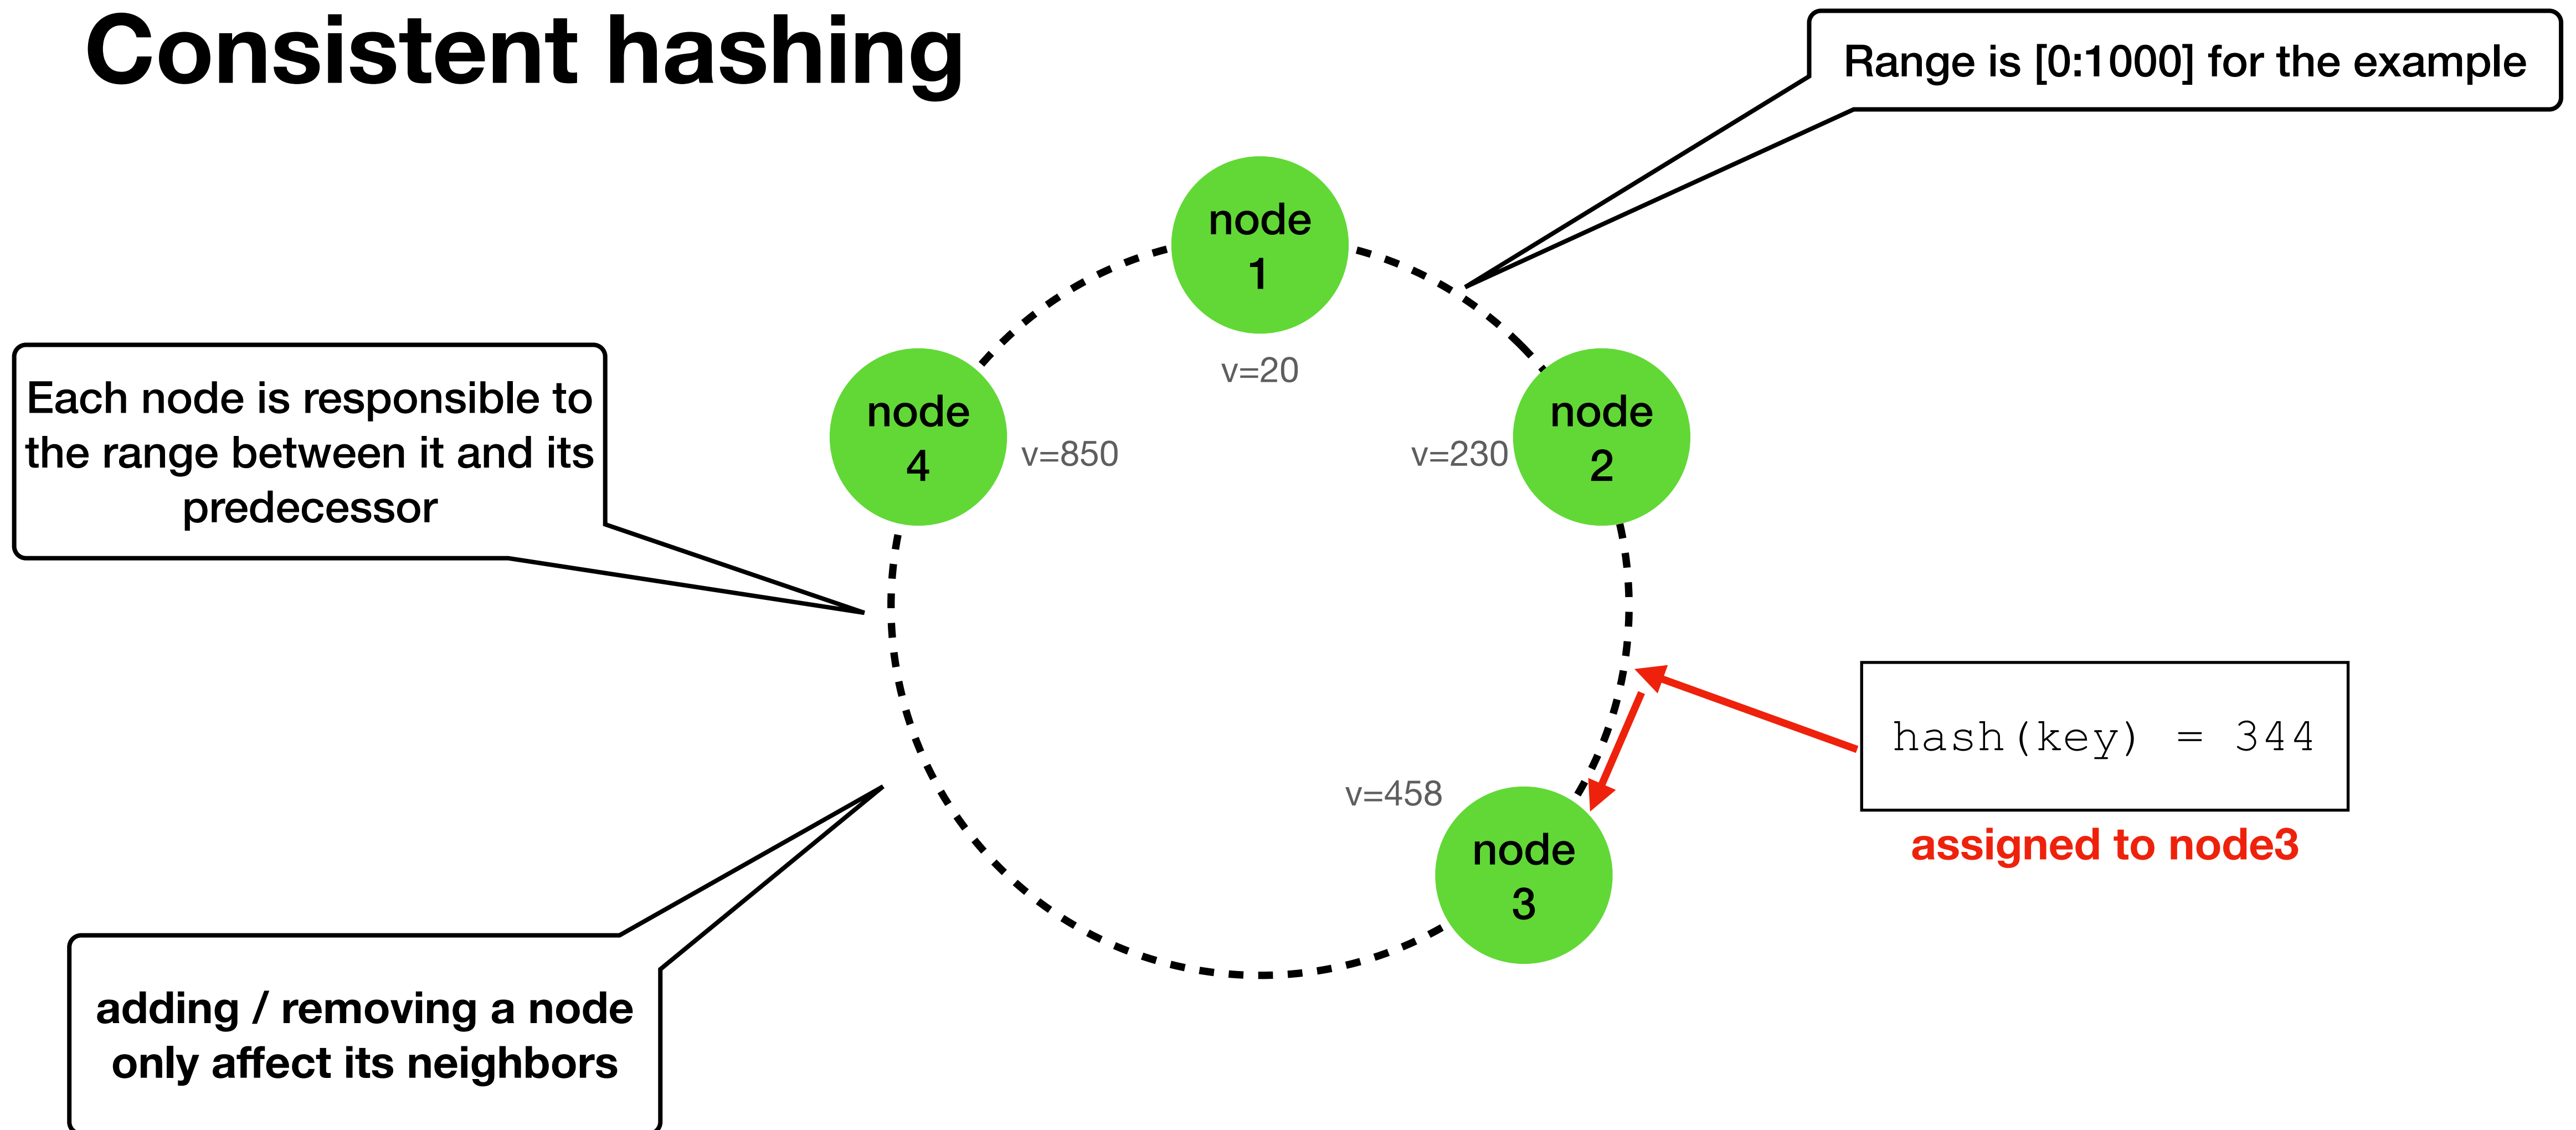 Consistent hashing
Range is [0:1000] for the example
node
1
v=20
Each node is responsible to
the range between it and its
predecessor
node
4
v=850
v=230
node
2
hash(key) = 344
assigned to node3
v=458
node
3
adding / removing a node
only affect its neighbors